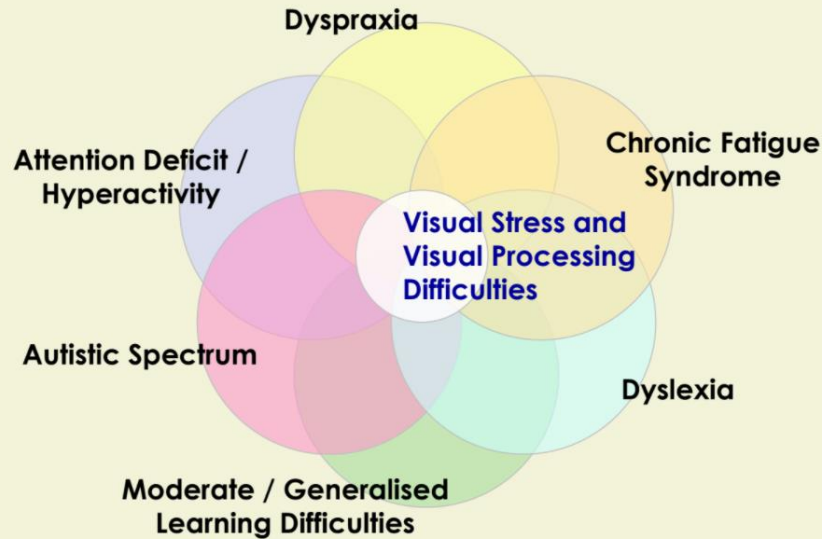 Dyspraxia
Chronic Fatigue
Syndrome
Attention Deficit /
Hyperactivity
Visual Stress and
Visual Processing
Difficulties
Autistic Spectrum
Dyslexia
Moderate / Generalised
Learning Difficulties